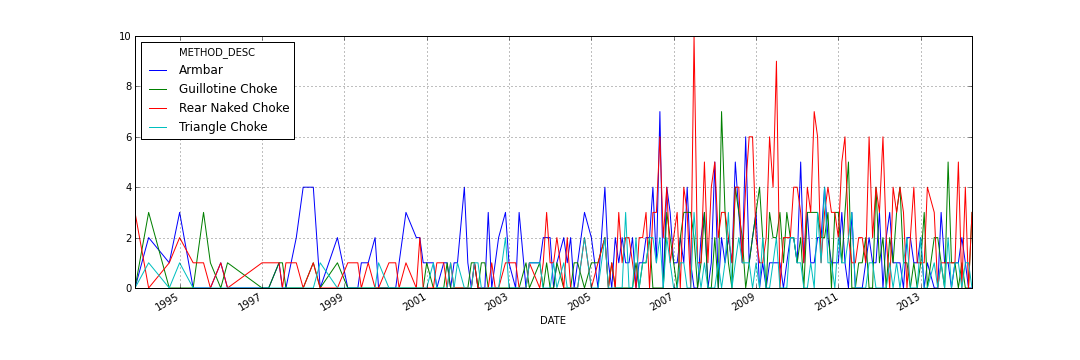 10
8
6
4
2
0
METHOD_DESC
Armbar
Guillotine Choke
Rear Naked Choke
Triangle Choke
1995
1997
1999
2001
2003
2005
2007
2009
2011
2013
DATE